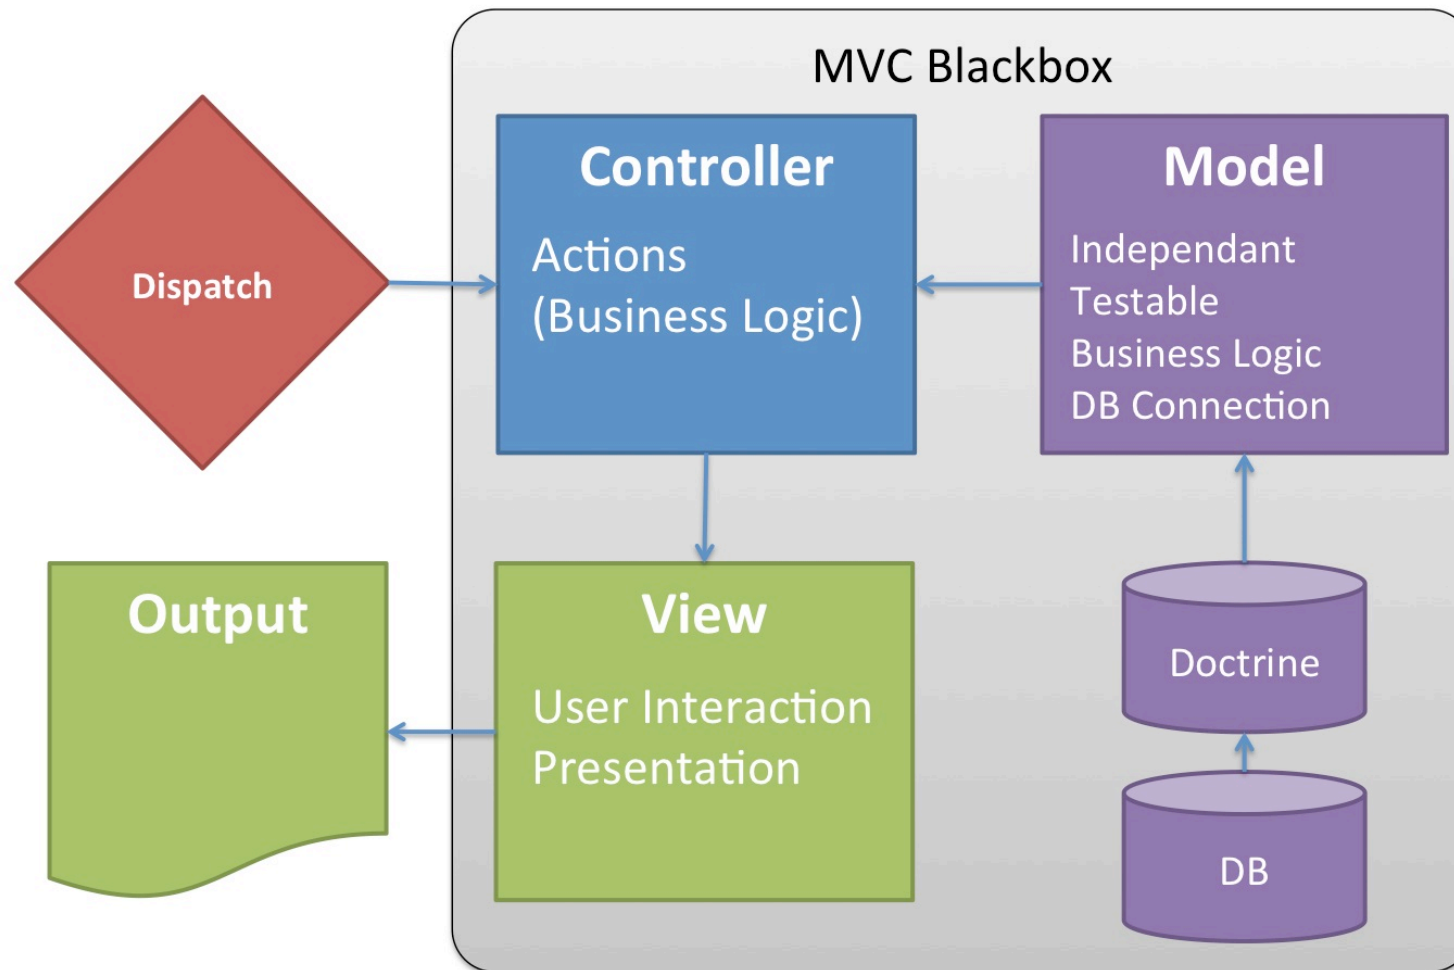 MVC Blackbox
Dispatch
Controller
Actions
(Business Logic)
Model
Independant
Testable
Business Logic
DB Connection
Output
View
User Interaction
Presentation
Doctrine
DB